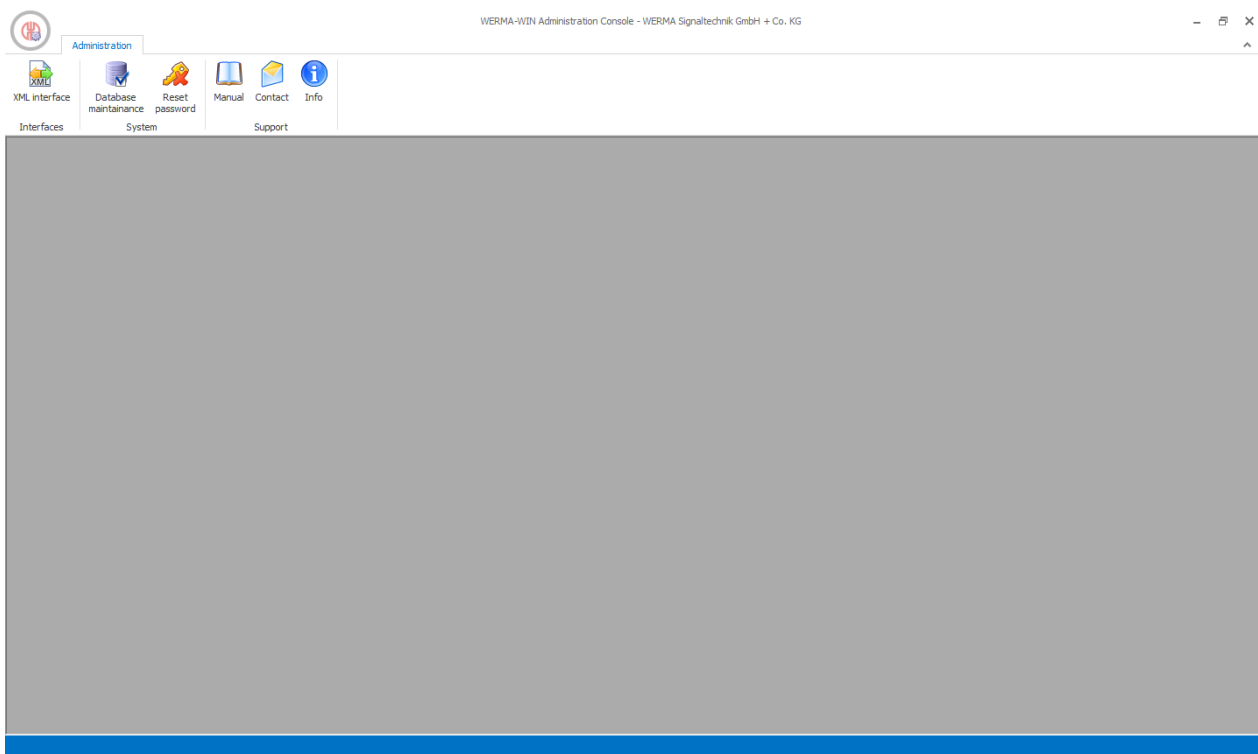 WERMA-WIN Administration Console - WERMA Signaltechnik GmbH + Co. KG
Administration
XML
XML interface
Database
maintainance
Reset
password
Manual
Contact
Info
Interfaces
System
Support